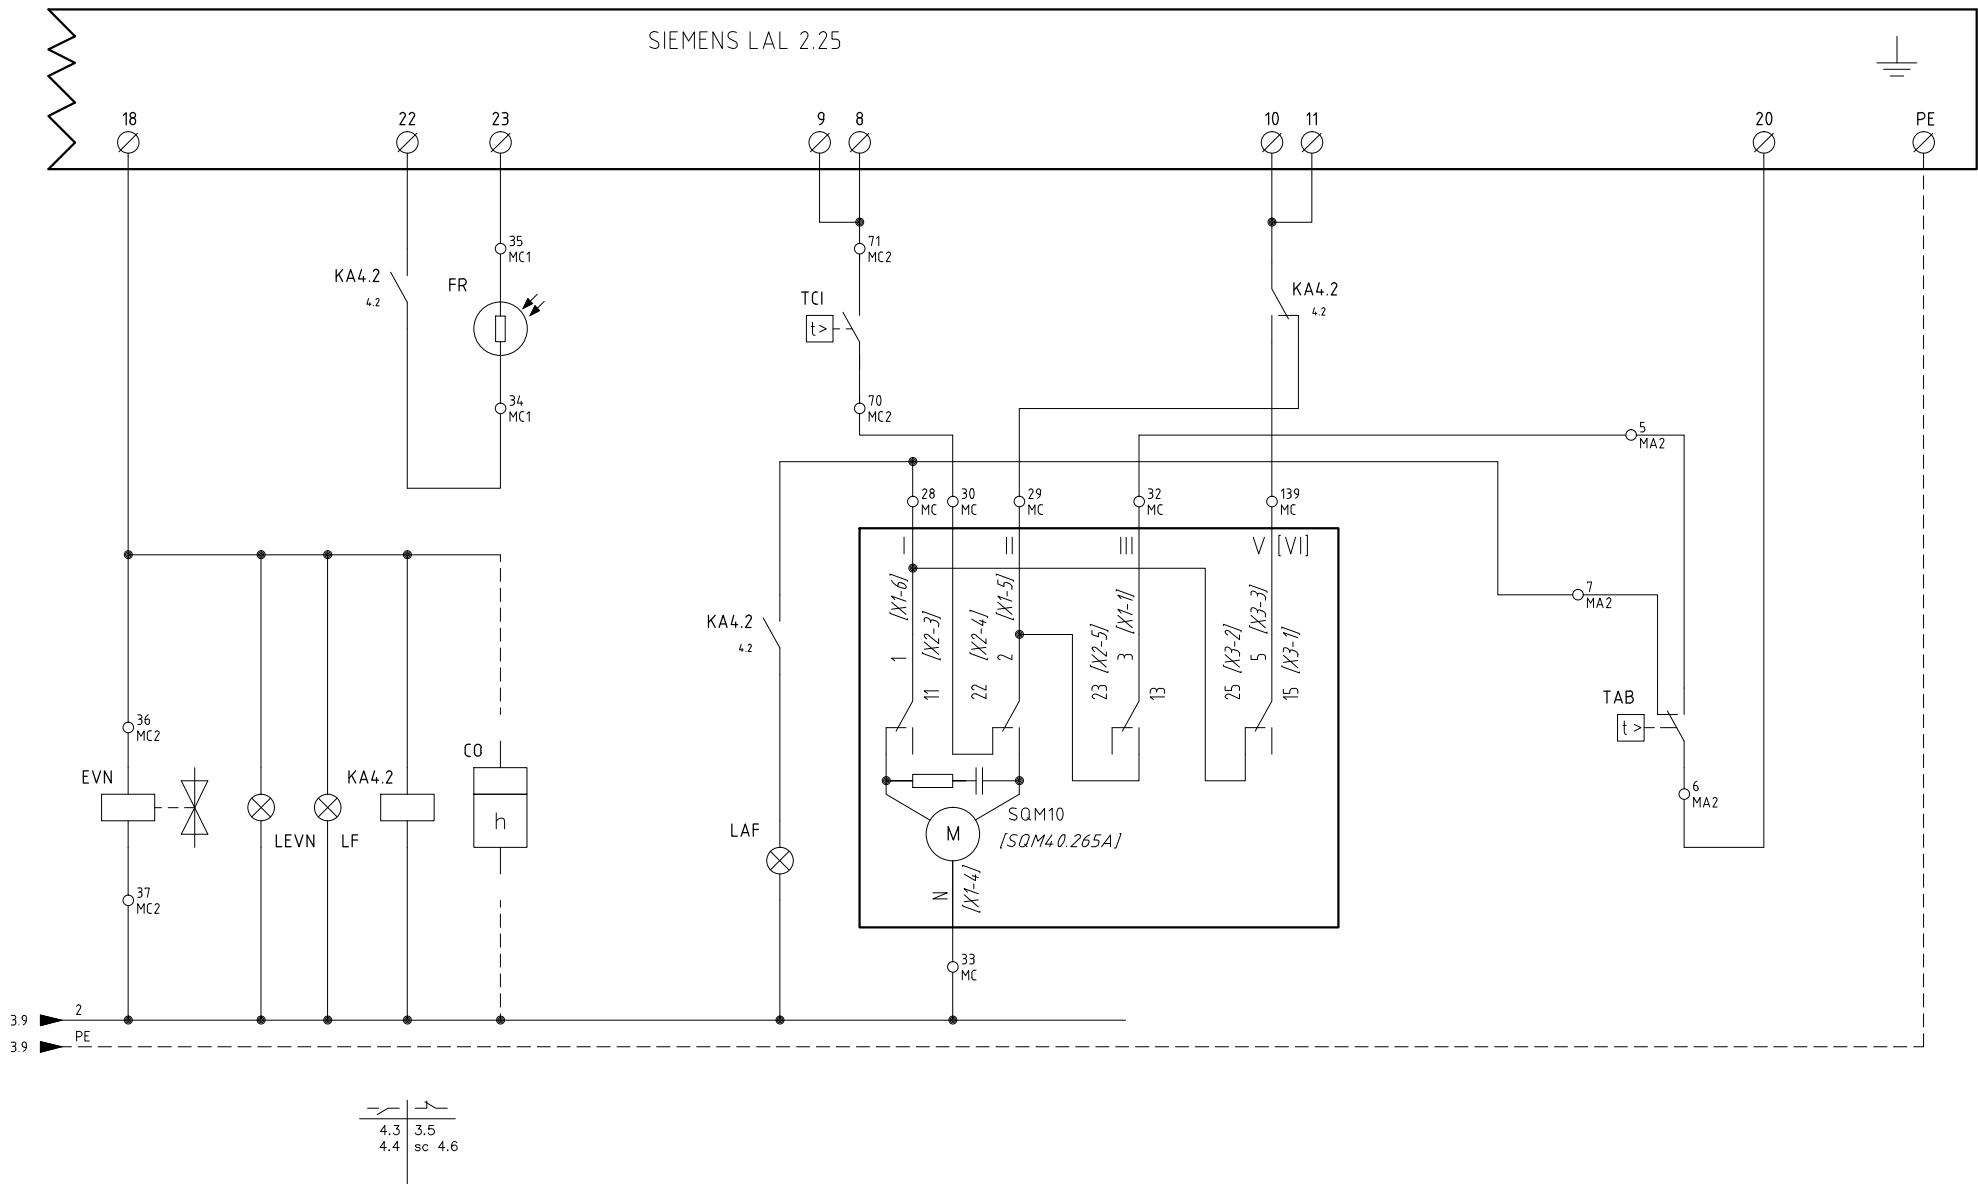 SIEMENS LAL 2.25
18
22
23
9
8
10
11
20
PE
35
MC1
71
MC2
KA4.2
4.2
FR
TCI
t>
KA4.2
4.2
34
MC1
70
MC2
5
MA2
28
MC
30
MC
29
MC
32
MC
139
MC
I
II
III
V [VI]
7
MA2
[X1-6]
[X2-3]
[X2-4]
[X1-5]
[X2-5]
[X1-1]
[X3-2]
[X3-3]
[X3-1]
KA4.2
4.2
1
11
22
2
23
3
13
25
5
15
TAB
t>
36
MC2
EVN
KA4.2
CO
h
LEVN
LF
6
MA2
SQM10
[SQM40.265A]
LAF
M
N
[X1-4]
37
MC2
33
MC
3.9
2
3.9
PE
4.3
3.5
4.4
sc 4.6